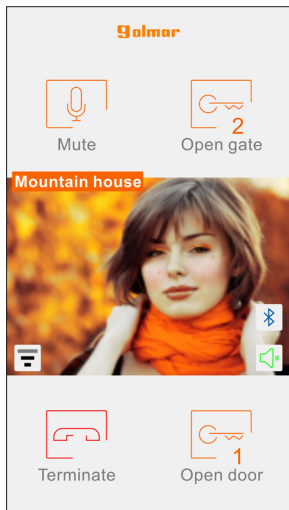 golmar
2
Mute Open gate
Mountain house
1
Terminate Open door